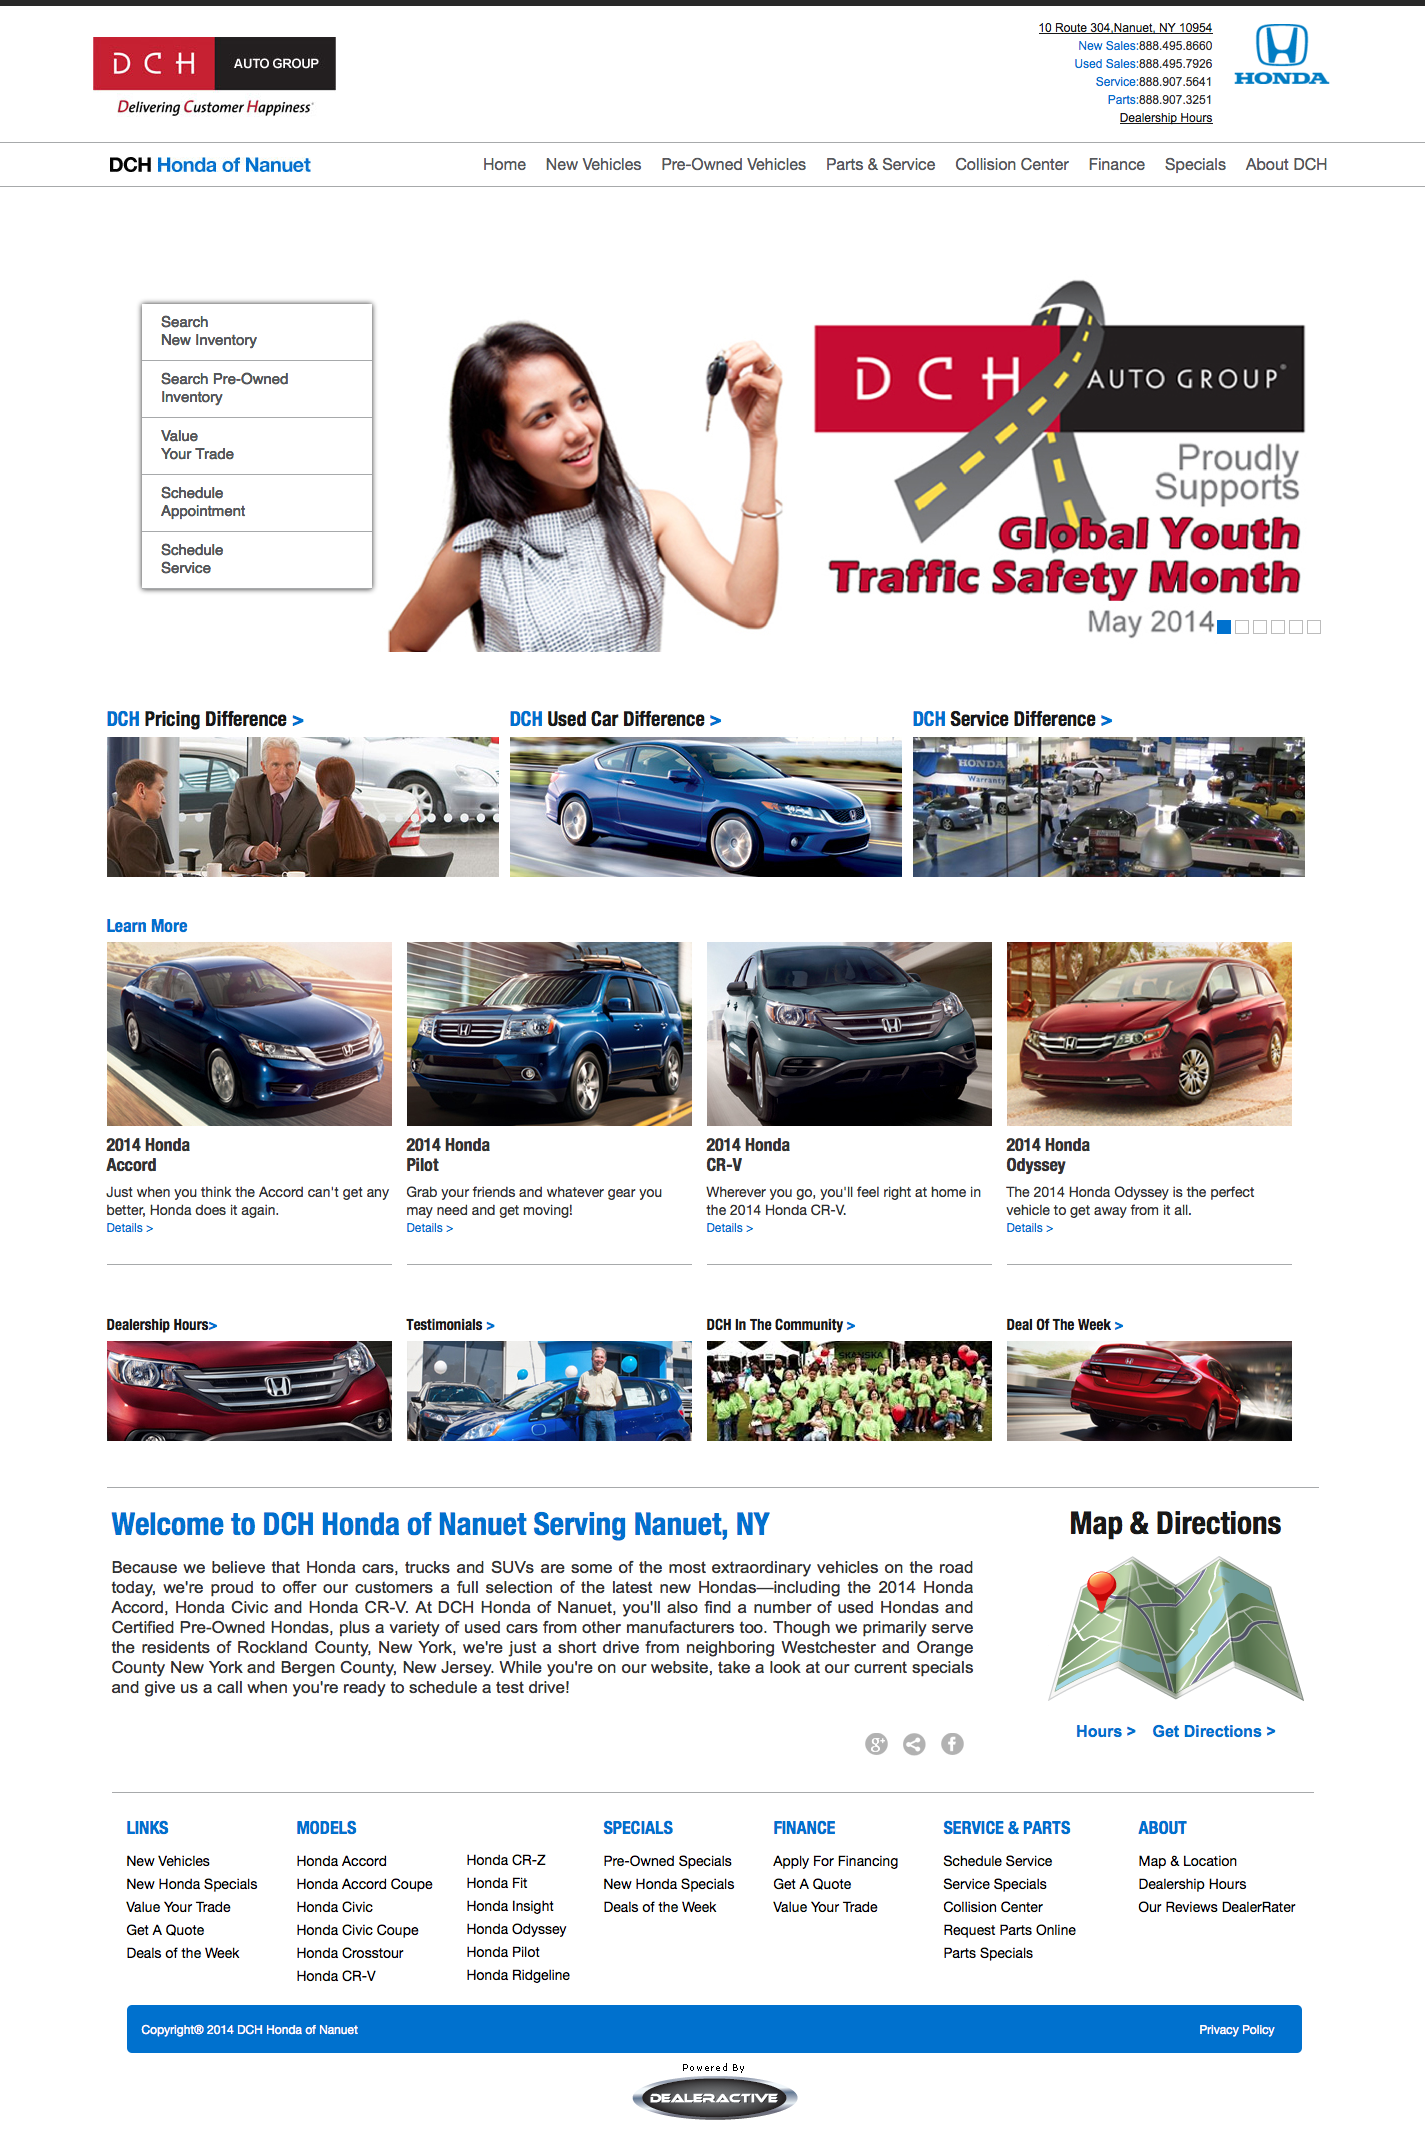 DCH AUTO GROUP
Delivering Customer Happiness
10 Route 304,Nanuet, NY 10954
New Sales:888.495.8660
Used Sales:888.495.7926
Service:888.907.5641
Parts:888.907.3251
Dealership Hours
HONDA
DCH Honda of Nanuet
Home New Vehicles Pre-Owned Vehicles Parts & Service Collision Center Finance Specials About DCH
Search
New Inventory
Search Pre-Owned
Inventory
Value
Your Trade
Schedule
Appointment
Schedule
Service
DCH AUTO GROUP®
Proudly
Supports
Global Youth
Traffic Safety Month
May 2014
DCH Pricing Difference >
DCH Used Car Difference >
DCH Service Difference >
HONDA
Warranty
Learn More
2014 Honda
Accord
Just when you think the Accord can't get any
better, Honda does it again.
Details >
2014 Honda
Pilot
Grab your friends and whatever gear you
may need and get moving!
Details >
2014 Honda
CR-V
Wherever you go, you'll feel right at home in
the 2014 Honda CR-V.
Details >
2014 Honda
Odyssey
The 2014 Honda Odyssey is the perfect
vehicle to get away from it all.
Details >
Dealership Hours>
Testimonials >
DCH In The Community >
SKANSKA
Deal Of The Week >
Welcome to DCH Honda of Nanuet Serving Nanuet, NY
Because we believe that Honda cars, trucks and SUVs are some of the most extraordinary vehicles on the road
today, we're proud to offer our customers a full selection of the latest new Hondas—including the 2014 Honda
Accord, Honda Civic and Honda CR-V. At DCH Honda of Nanuet, you'll also find a number of used Hondas and
Certified Pre-Owned Hondas, plus a variety of used cars from other manufacturers too. Though we primarily serve
the residents of Rockland County, New York, we're just a short drive from neighboring Westchester and Orange
County New York and Bergen County, New Jersey. While you're on our website, take a look at our current specials
and give us a call when you're ready to schedule a test drive!
Map & Directions
Hours > Get Directions >
LINKS
New Vehicles
New Honda Specials
Value Your Trade
Get A Quote
Deals of the Week
MODELS
Honda Accord
Honda Accord Coupe
Honda Civic
Honda Civic Coupe
Honda Crosstour
Honda CR-V
Honda CR-Z
Honda Fit
Honda Insight
Honda Odyssey
Honda Pilot
Honda Ridgeline
SPECIALS
Pre-Owned Specials
New Honda Specials
Deals of the Week
FINANCE
Apply For Financing
Get A Quote
Value Your Trade
SERVICE & PARTS
Schedule Service
Service Specials
Collision Center
Request Parts Online
Parts Specials
ABOUT
Map & Location
Dealership Hours
Our Reviews DealerRater
Copyright® 2014 DCH Honda of Nanuet
Privacy Policy
Powered By
DEALERACTIVE